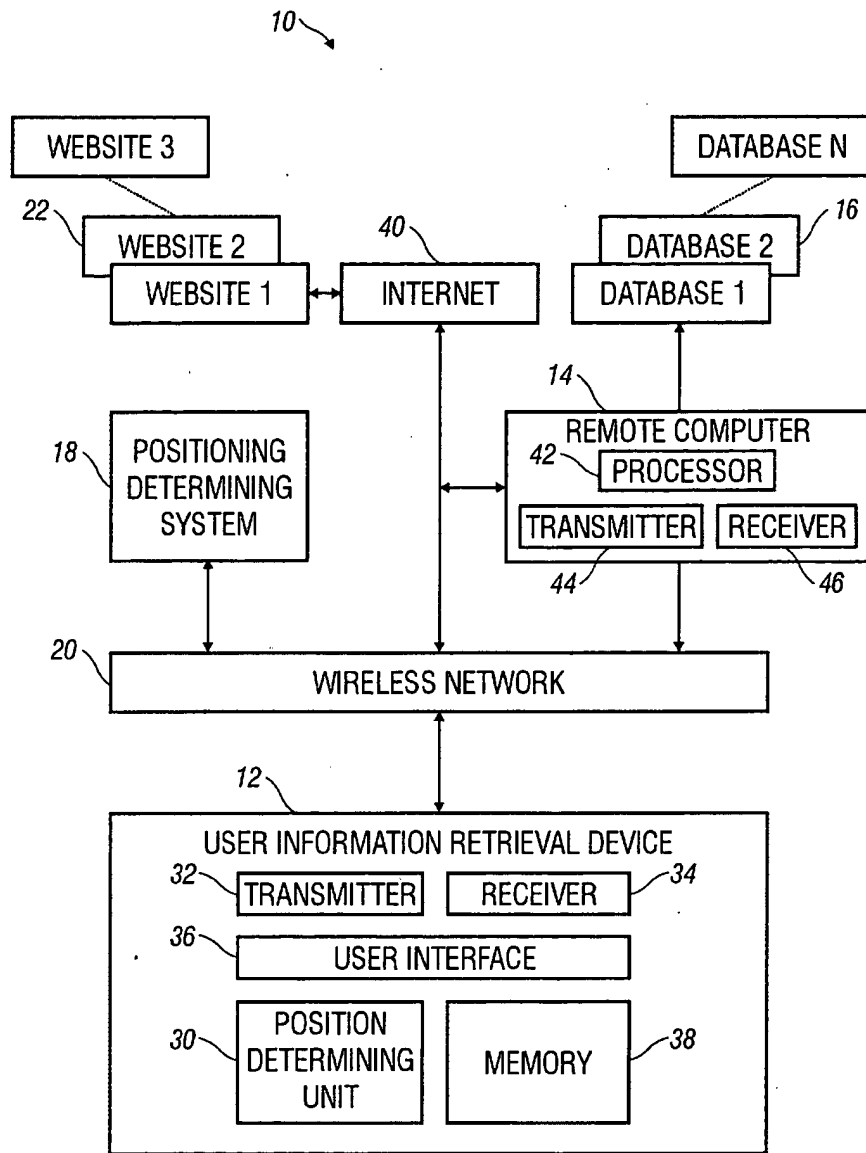 10
WEBSITE 3
DATABASE N
22
WEBSITE 2
40
DATABASE 2
16
WEBSITE 1
INTERNET
DATABASE 1
14
18
POSITIONING
DETERMINING
SYSTEM
REMOTE COMPUTER
42
PROCESSOR
TRANSMITTER
RECEIVER
44
46
20
WIRELESS NETWORK
12
USER INFORMATION RETRIEVAL DEVICE
32
TRANSMITTER
RECEIVER
34
36
USER INTERFACE
30
POSITION
DETERMINING
UNIT
MEMORY
38